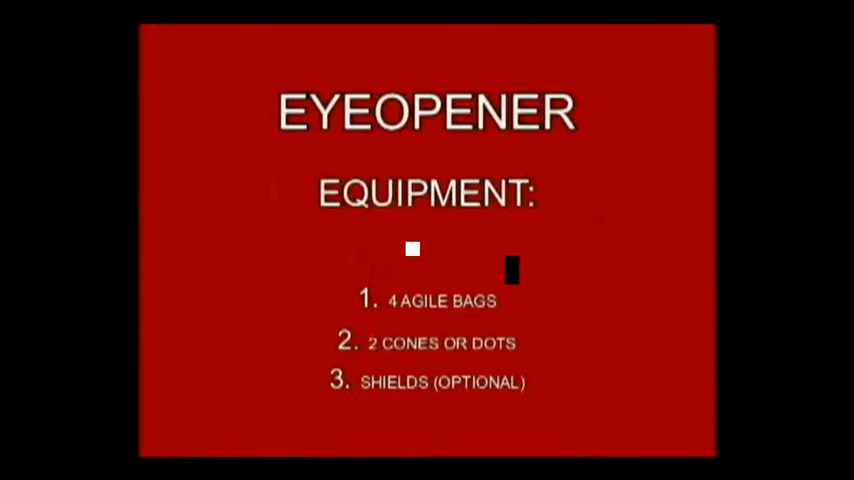 EYEOPENER
EQUIPMENT:
1. 4 AGILE BAGS
2. 2 CONES OR DOTS
3. SHIELDS (OPTIONAL)